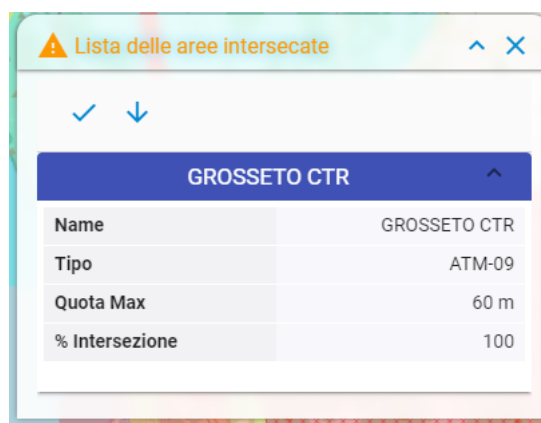 Lista delle aree intersecate
GROSSETO CTR
Name GROSSETO CTR
Tipo ATM-09
Quota Max 60 m
% Intersezione 100